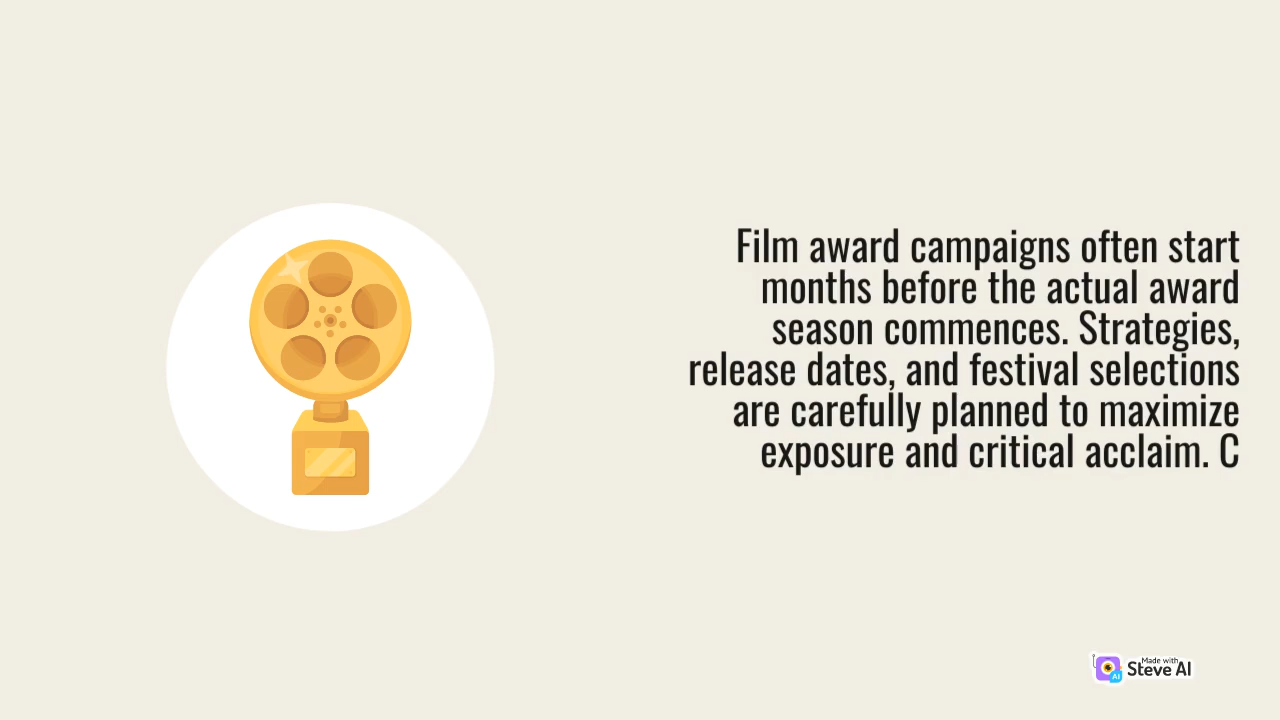 Film award campaigns often start
months before the actual award
season commences. Strategies,
release dates, and festival selections
are carefully planned to maximize
exposure and critical acclaim. C
Made with
Steve AI
AI